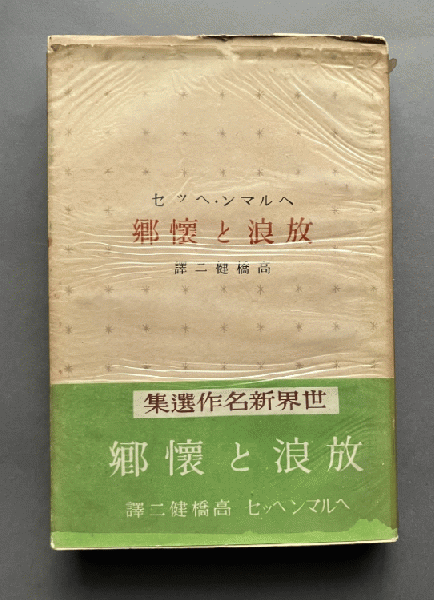 ヘルマン・ヘッセ
放浪と懐郷
高橋健二譯
世界新名作選集
放浪と懐郷
ヘルマンヘッセ 高橋健二譯